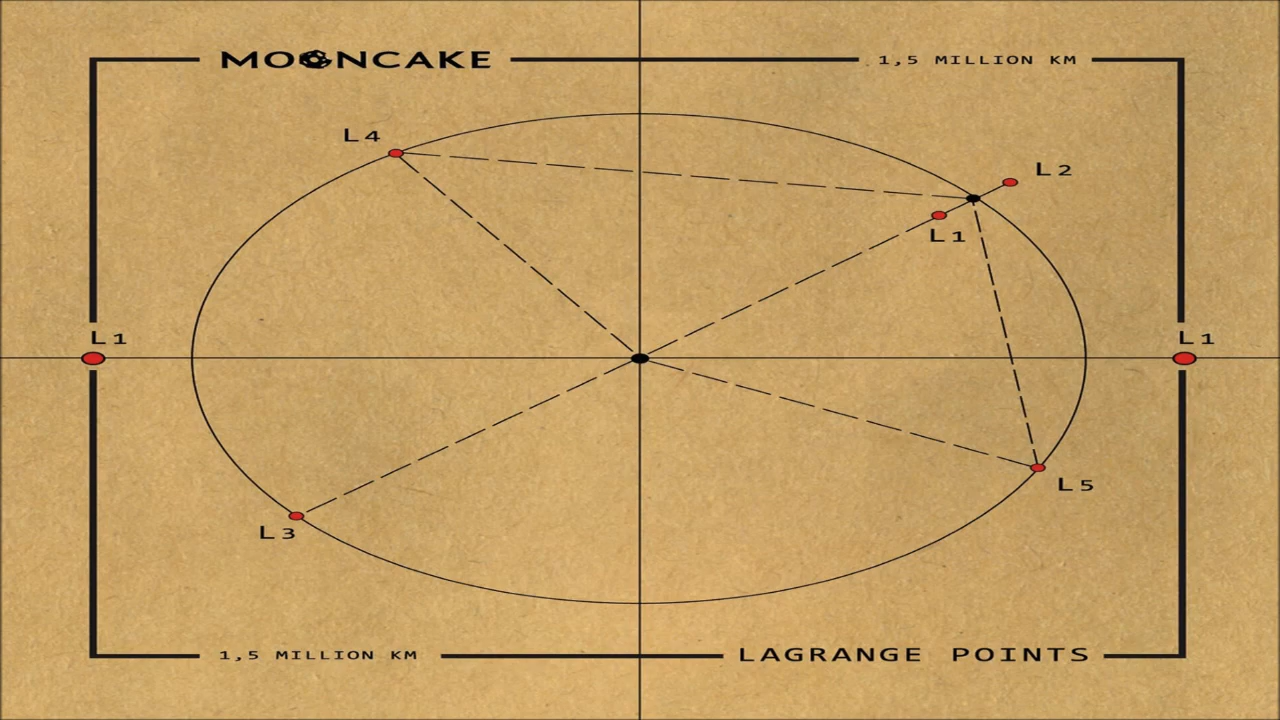 MOONCAKE
1,5 MILLION KM
L4
L2
L1
L1
L1
L5
L3
1,5 MILLION KM
LAGRANGE POINTS